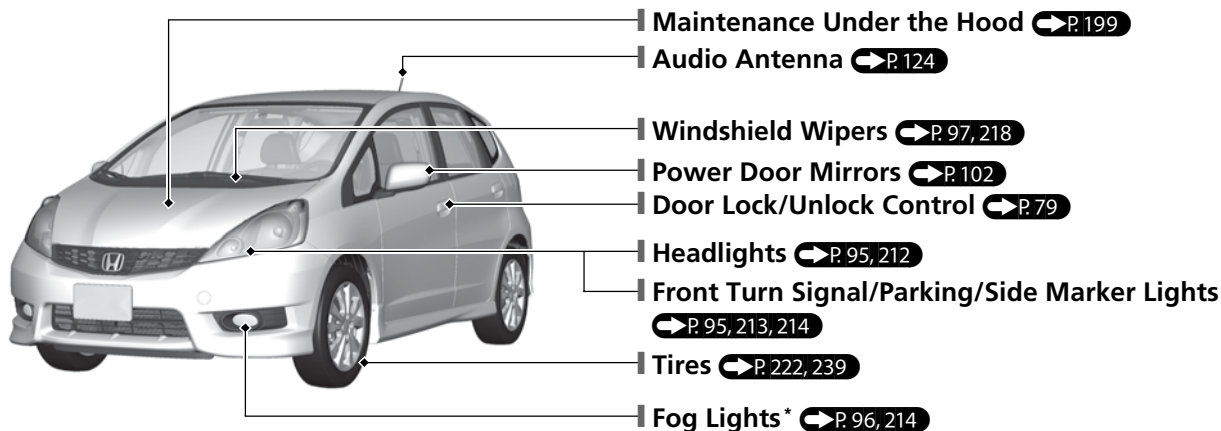 Maintenance Under the Hood P. 199
Audio Antenna P. 124
Windshield Wipers P. 97, 218
Power Door Mirrors P. 102
Door Lock/Unlock Control P. 79
Headlights P. 95, 212
Front Turn Signal/Parking/Side Marker Lights
P. 95, 213, 214
Tires P. 222, 239
Fog Lights* P. 96, 214